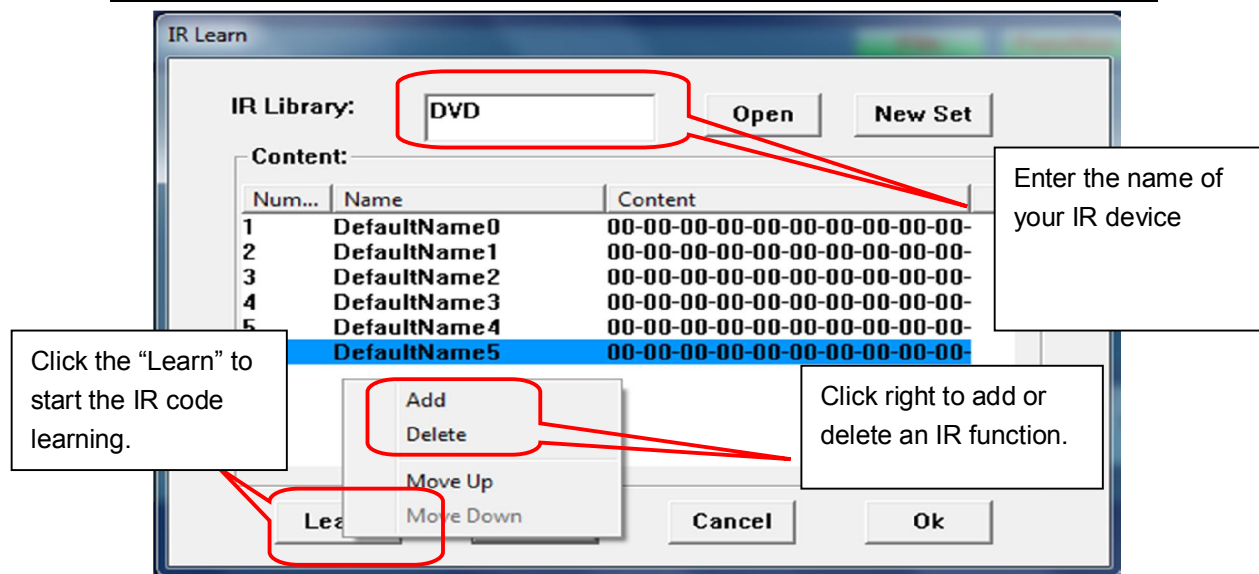 IR Learn
IR Library:
DVD
Open
New Set
Content:
Num... Name Content
1 DefaultName0 00-00-00-00-00-00-00-00-00-
2 DefaultName1 00-00-00-00-00-00-00-00-00-
3 DefaultName2 00-00-00-00-00-00-00-00-00-
4 DefaultName3 00-00-00-00-00-00-00-00-00-
5 DefaultName4 00-00-00-00-00-00-00-00-00-
DefaultName5 00-00-00-00-00-00-00-00-00-
Enter the name of
your IR device
Click the “Learn” to
start the IR code
learning.
Add
Delete
Move Up
Move Down
Click right to add or
delete an IR function.
Cancel
Ok